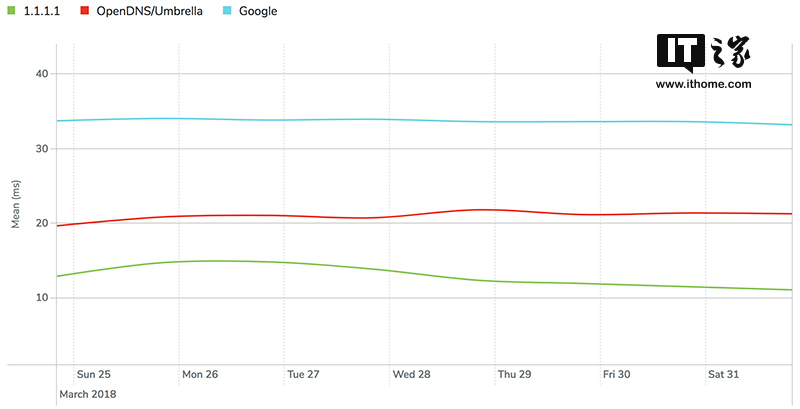 1.1.1.1 OpenDNS/Umbrella Google
IT之家
www.ithome.com
40
30
20
10
Mean (ms)
Sun 25 Mon 26 Tue 27 Wed 28 Thu 29 Fri 30 Sat 31
March 2018